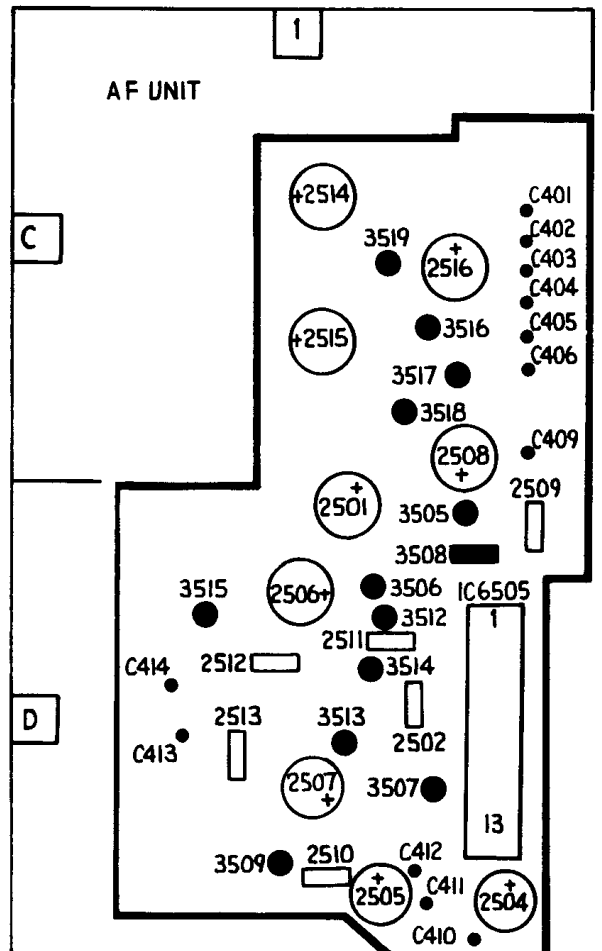 1
AF UNIT
+2514
C401
C402
C
3519
+
2516
C403
C404
3516
C405
+2515
C406
3517
3518
C409
2508
+
2509
+
2501
3505
3508
3515
2506+
3506
IC6505
3512
1
2511
C414
2512
3514
D
2513
3513
2502
C413
2507
+
3507
13
3509
2510
C412
+
2505
C411
+
2504
C410